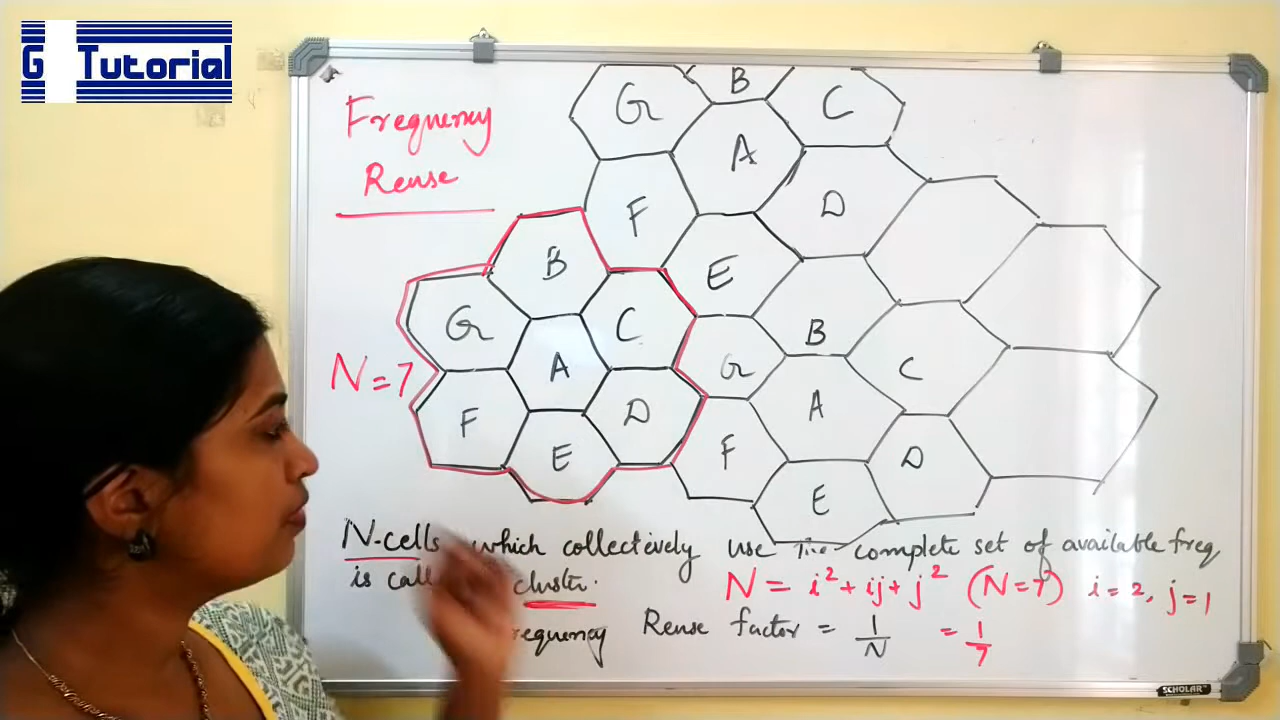 G Tutorial
Frequency
Reuse
G B C
A
F D
B E
G C B
N=7 A G C
F D A
E F D
E
N-cells which collectively use the complete set of available freq,
is cluster.
N = i² + ij + j² (N=7) i=2, j=1
Reuse factor = 1/N = 1/7
SCHOLAR